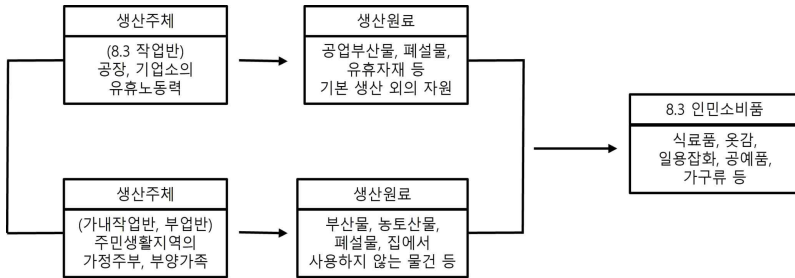 생산주체
(8.3 작업반)
공장, 기업소의
유휴노동력
생산원료
공업부산물, 폐설물,
유휴자재 등
기본 생산 외의 자원
8.3 인민소비품
식료품, 옷감,
일용잡화, 공예품,
가구류 등
생산주체
(가내작업반, 부업반)
주민생활지역의
가정주부, 부양가족
생산원료
부산물, 농토산물,
폐설물, 집에서
사용하지 않는 물건 등